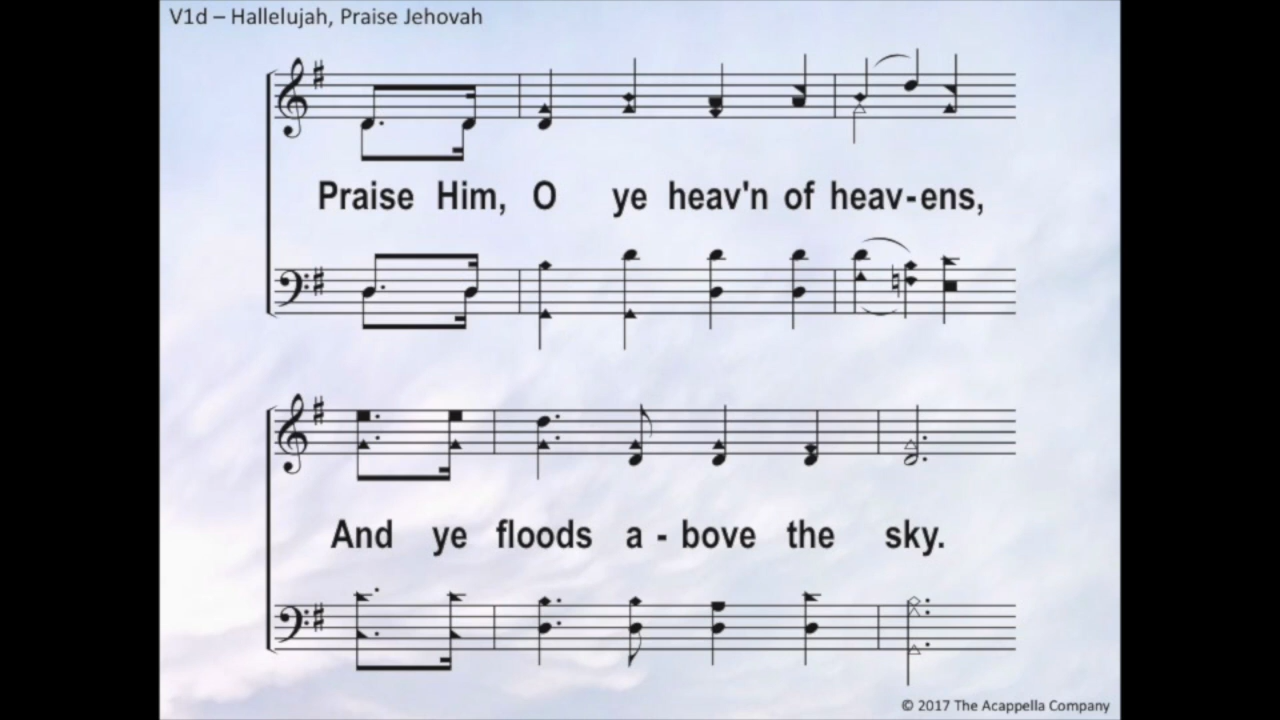 V1d – Hallelujah, Praise Jehovah
Praise Him, O ye heav'n of heav-ens,
And ye floods a - bove the sky.
© 2017 The Acappella Company